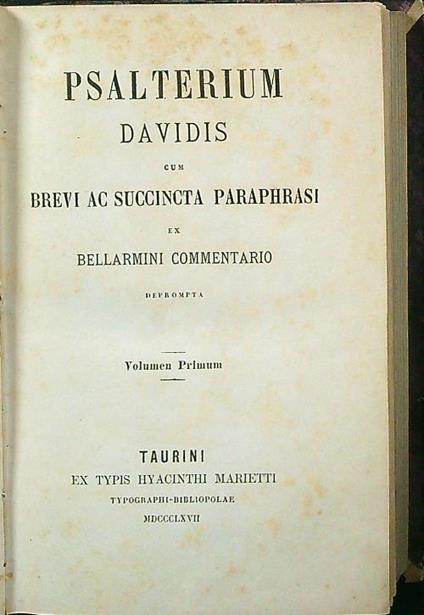 PSALTERIUM
DAVIDIS
CUM
BREVI AC SUCCINCTA PARAPHRASI
EX
BELLARMINI COMMENTARIO
DEPROMPTA
Volumen Primum
TAURINI
EX TYPIS HYACINTHI MARIETTI
TYPOGRAPHI-BIBLIOPOLAE
MDCCCLXVII